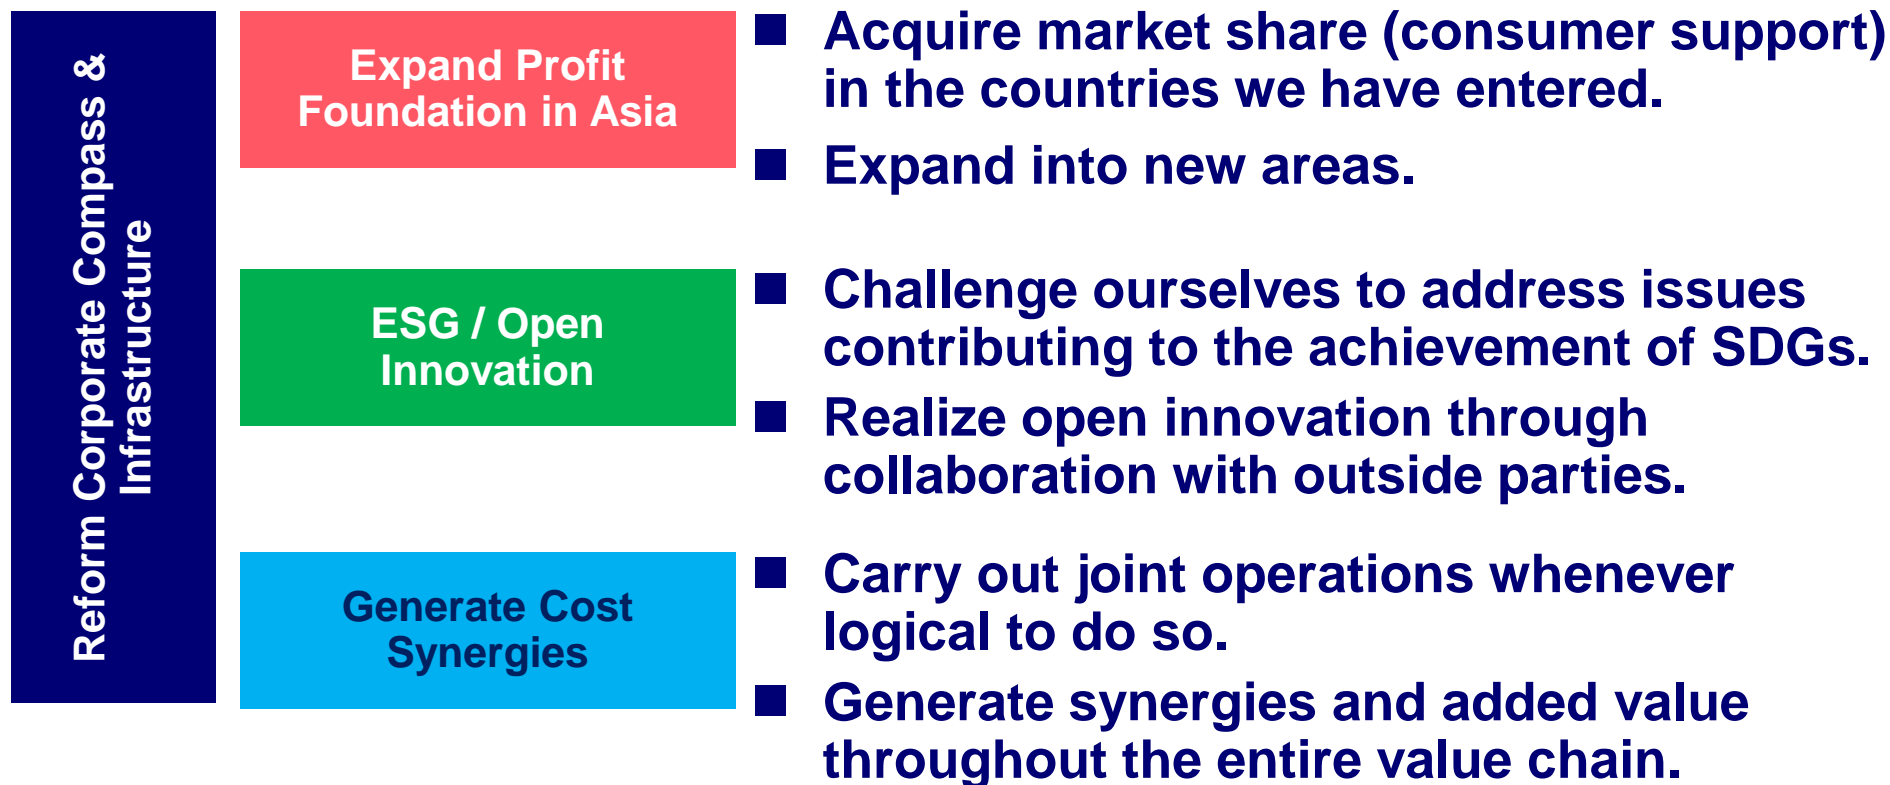 Reform Corporate Compass &
Infrastructure
Expand Profit
Foundation in Asia
■ Acquire market share (consumer support)
in the countries we have entered.
■ Expand into new areas.
ESG / Open
Innovation
■ Challenge ourselves to address issues
contributing to the achievement of SDGs.
■ Realize open innovation through
collaboration with outside parties.
Generate Cost
Synergies
■ Carry out joint operations whenever
logical to do so.
■ Generate synergies and added value
throughout the entire value chain.